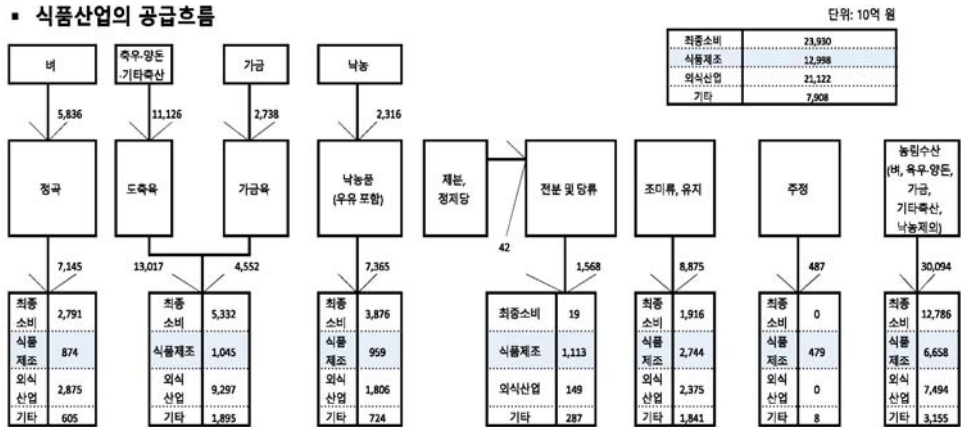 ▪ 식품산업의 공급흐름
단위: 10억 원
최종소비 23,930
식품제조 12,998
외식산업 21,122
기타 7,908
벼
축우·양돈
·기타축산
가금
낙농
5,836
11,126
2,738
2,316
정곡
도축육
가금육
낙농품
(우유 포함)
제분,
정제당
전분 및 당류
조미류, 유지
주정
농림수산
(벼, 육우·양돈,
가금,
기타축산,
낙농제외)
42
7,145
13,017
4,552
7,365
1,568
8,875
487
30,094
최종
소비 2,791
식품
제조 874
외식
산업 2,875
기타 605
최종
소비 5,332
식품제조 1,045
외식
산업 9,297
기타 1,895
최종
소비 3,876
식품
제조 959
외식
산업 1,806
기타 724
최종소비 19
식품제조 1,113
외식산업 149
기타 287
최종
소비 1,916
식품
제조 2,744
외식
산업 2,375
기타 1,841
최종
소비 0
식품
제조 479
외식
산업 0
기타 8
최종
소비 12,786
식품
제조 6,658
외식
산업 7,494
기타 3,155